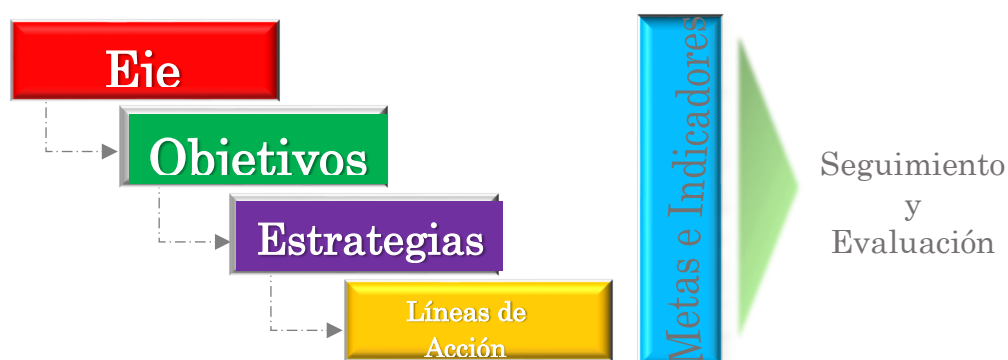 Eje
Objetivos
Estrategias
Líneas de
Acción
Metas e Indicadores
Seguimiento
y
Evaluación